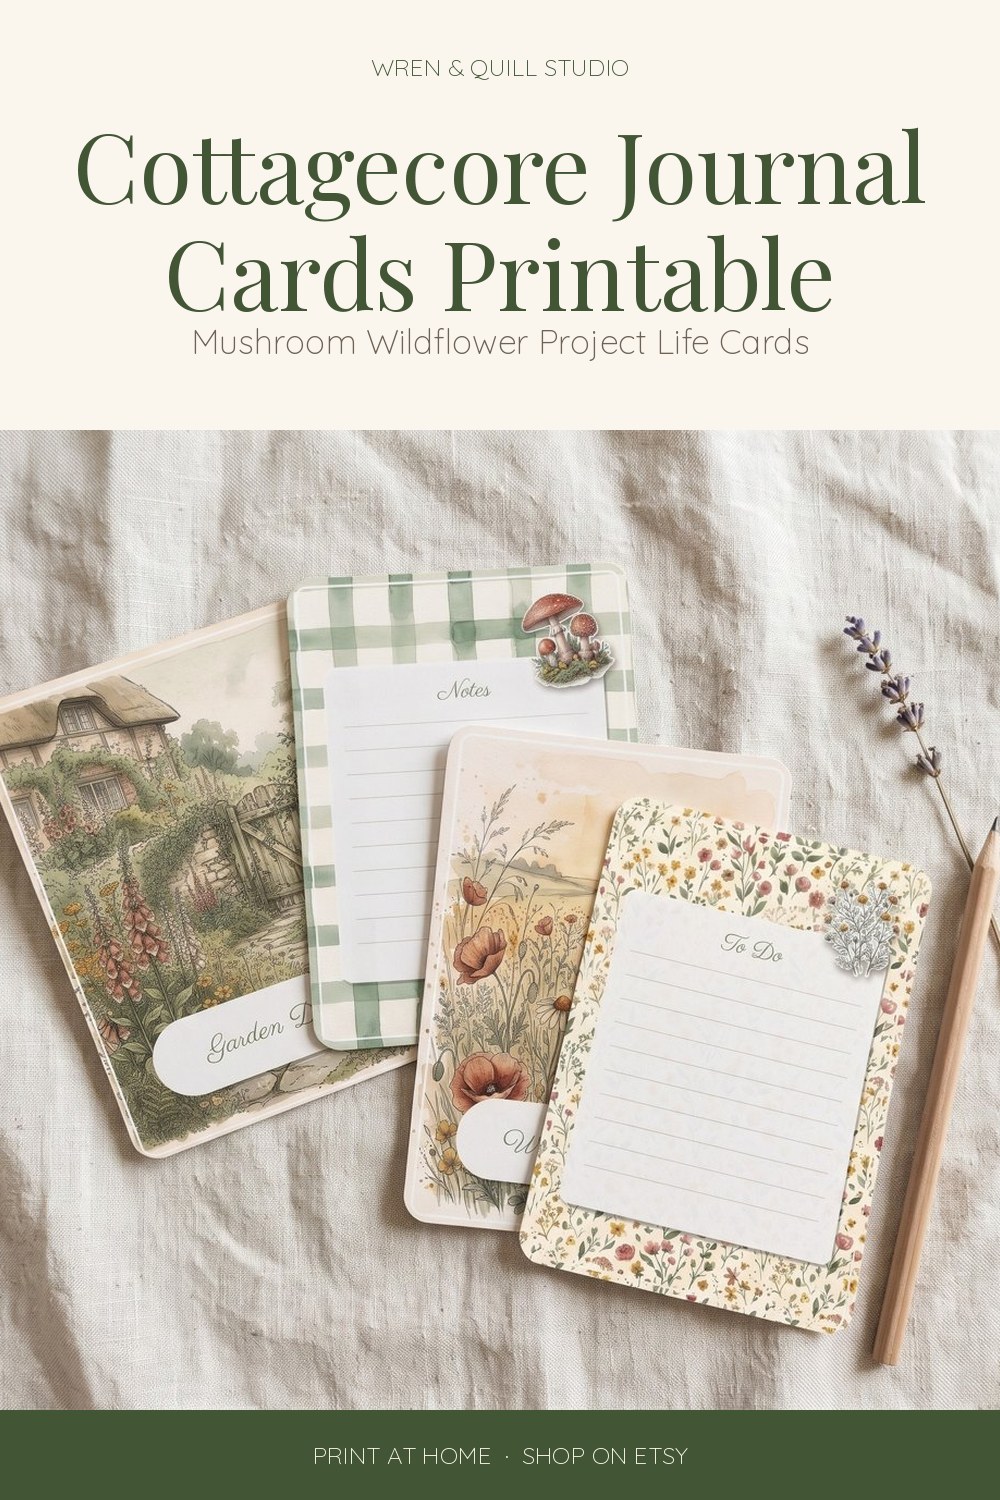 WREN & QUILL STUDIO
Cottagecore Journal
Cards Printable
Mushroom Wildflower Project Life Cards
Notes
To Do
Garden
PRINT AT HOME · SHOP ON ETSY